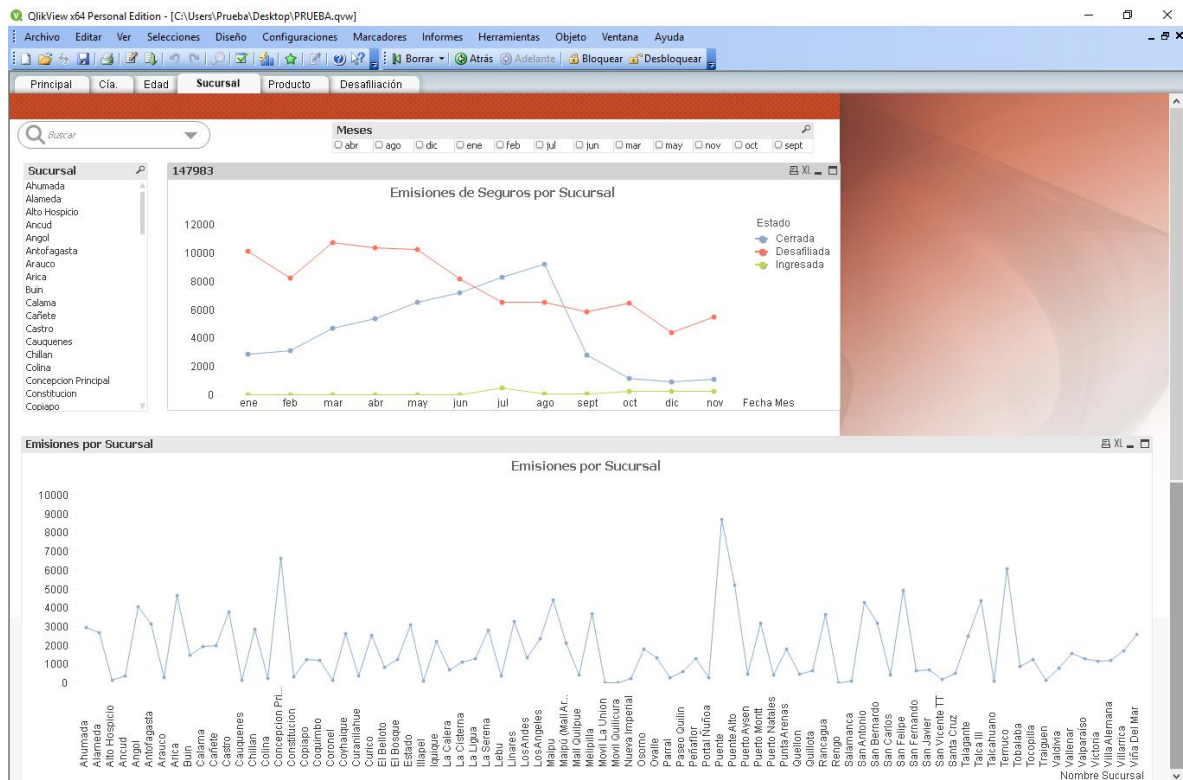 QlikView x64 Personal Edition - [C:\Users\Prueba\Desktop\PRUEBA.qvw]
Archivo Editar Ver Selecciones Diseño Configuraciones Marcadores Informes Herramientas Objeto Ventana Ayuda
Borrar Atrás Adelante Bloquear Desbloquear
Principal Cía. Edad Sucursal Producto Desafiliación
Buscar
Meses
abr ago dic ene feb jul jun mar may nov oct sept
Sucursal
Ahumada
Alameda
Alto Hospicio
Ancud
Angol
Antofagasta
Arauco
Arica
Buin
Calama
Cañete
Castro
Cauquenes
Chillan
Colina
Concepcion Principal
Constitucion
Copiapo
147983 XL
Emisiones de Seguros por Sucursal
12000
10000
8000
6000
4000
2000
0
ene feb mar abr may jun jul ago sept oct dic nov Fecha Mes
Estado
Cerrada
Desafiliada
Ingresada
Emisiones por Sucursal XL
Emisiones por Sucursal
10000
9000
8000
7000
6000
5000
4000
3000
2000
1000
0
Ahumada
Alameda
Alto Hospicio
Ancud
Angol
Antofagasta
Arauco
Arica
Buin
Calama
Cañete
Castro
Cauquenes
Chillan
Colina
Concepcion Pri...
Constitucion
Copiapo
Coquimbo
Coronel
Coyhaique
Curanilahue
Curico
El Belloto
El Bosque
Estado
Illapel
Iquique
La Calera
La Cisterna
La Ligua
La Serena
Lebu
Linares
Los Andes
Los Angeles
Maipu
Maipú (Mall Ar...
Mall Quilpue
Melipilla
Movil La Union
Movil Quilicura
Nueva Imperial
Osorno
Ovalle
Parral
Paseo Quilin
Peñaflor
Portal Ñuñoa
Puente
Puente Alto
Puerto Aysen
Puerto Montt
Puerto Natales
Punta Arenas
Quellon
Quillota
Rancagua
Rengo
Salamanca
San Antonio
San Bernardo
San Carlos
San Felipe
San Fernando
San Javier
San Vicente TT
Santa Cruz
Talagante
Talca III
Talcahuano
Temuco
Tobalaba
Tocopilla
Traiguen
Valdivia
Vallenar
Valparaiso
Victoria
Villa Alemana
Villarrica
Viña Del Mar
Nombre Sucursal